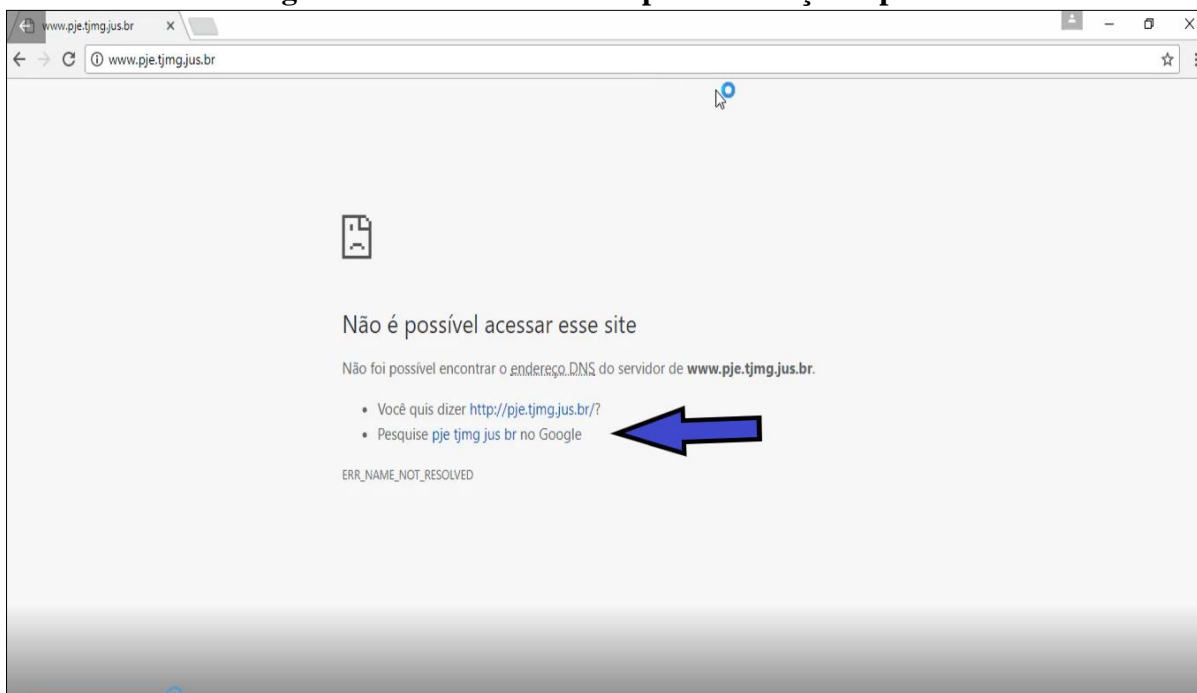 www.pje.tjmg.jus.br
www.pje.tjmg.jus.br
Não é possível acessar esse site
Não foi possível encontrar o endereço DNS do servidor de www.pje.tjmg.jus.br.
• Você quis dizer http://pje.tjmg.jus.br/?
• Pesquise pje tjmg jus br no Google
ERR_NAME_NOT_RESOLVED